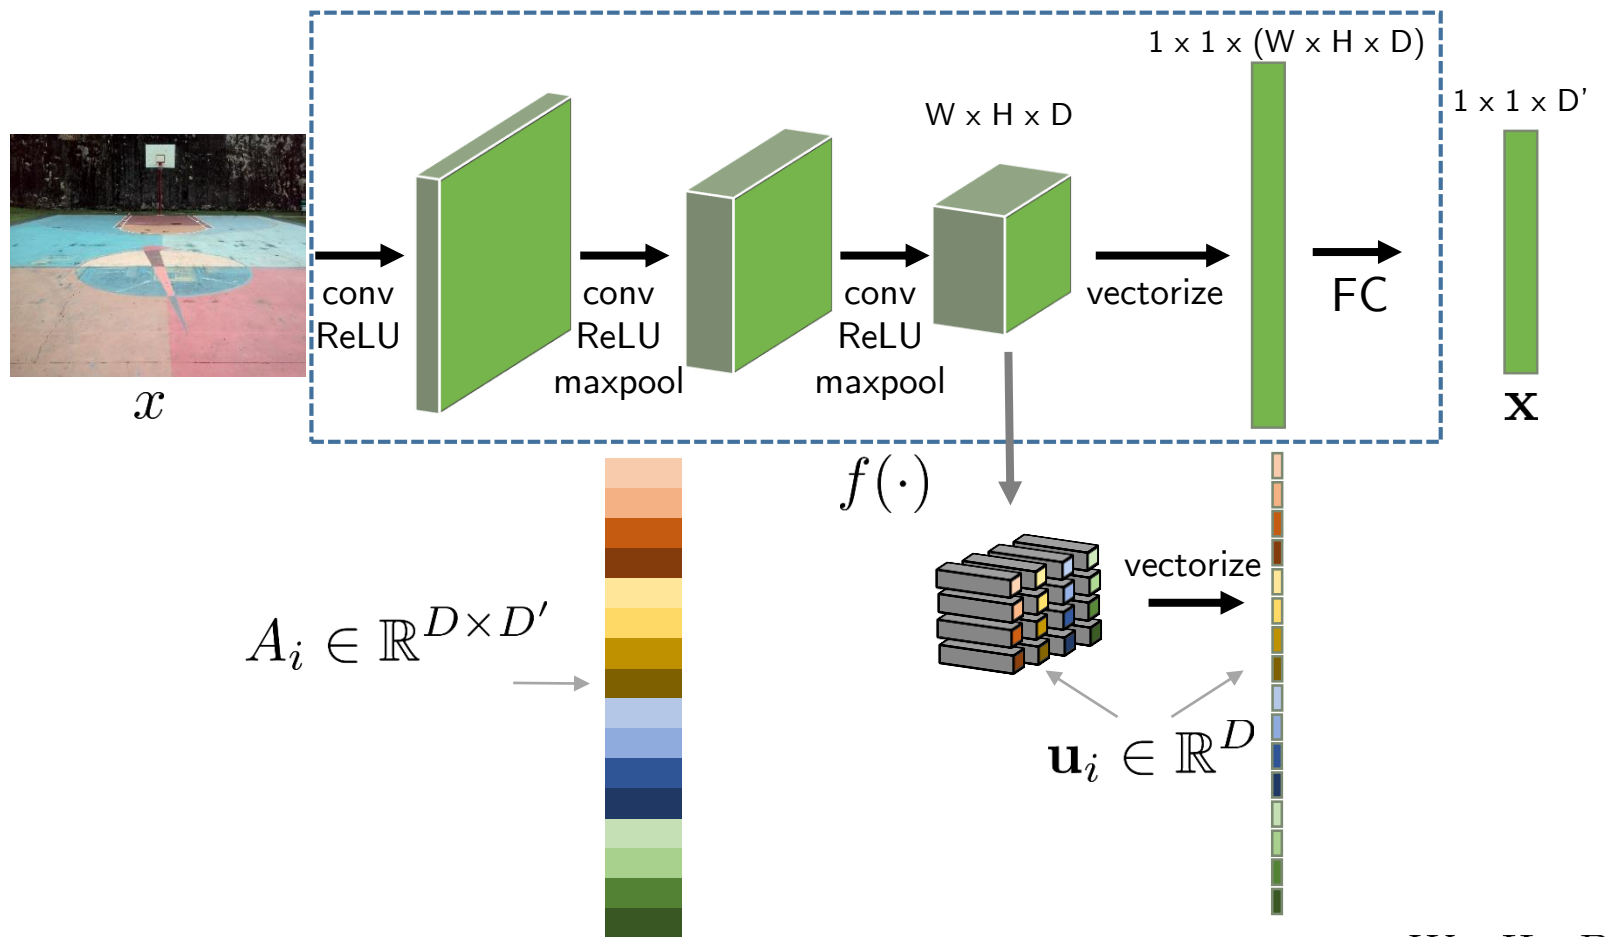 1 x 1 x (W x H x D)
W x H x D
1 x 1 x D’
conv
ReLU
conv
ReLU
maxpool
conv
ReLU
maxpool
vectorize
FC
x
x
f(·)
vectorize
A_i ∈ ℝ^{D×D′}
u_i ∈ ℝ^D